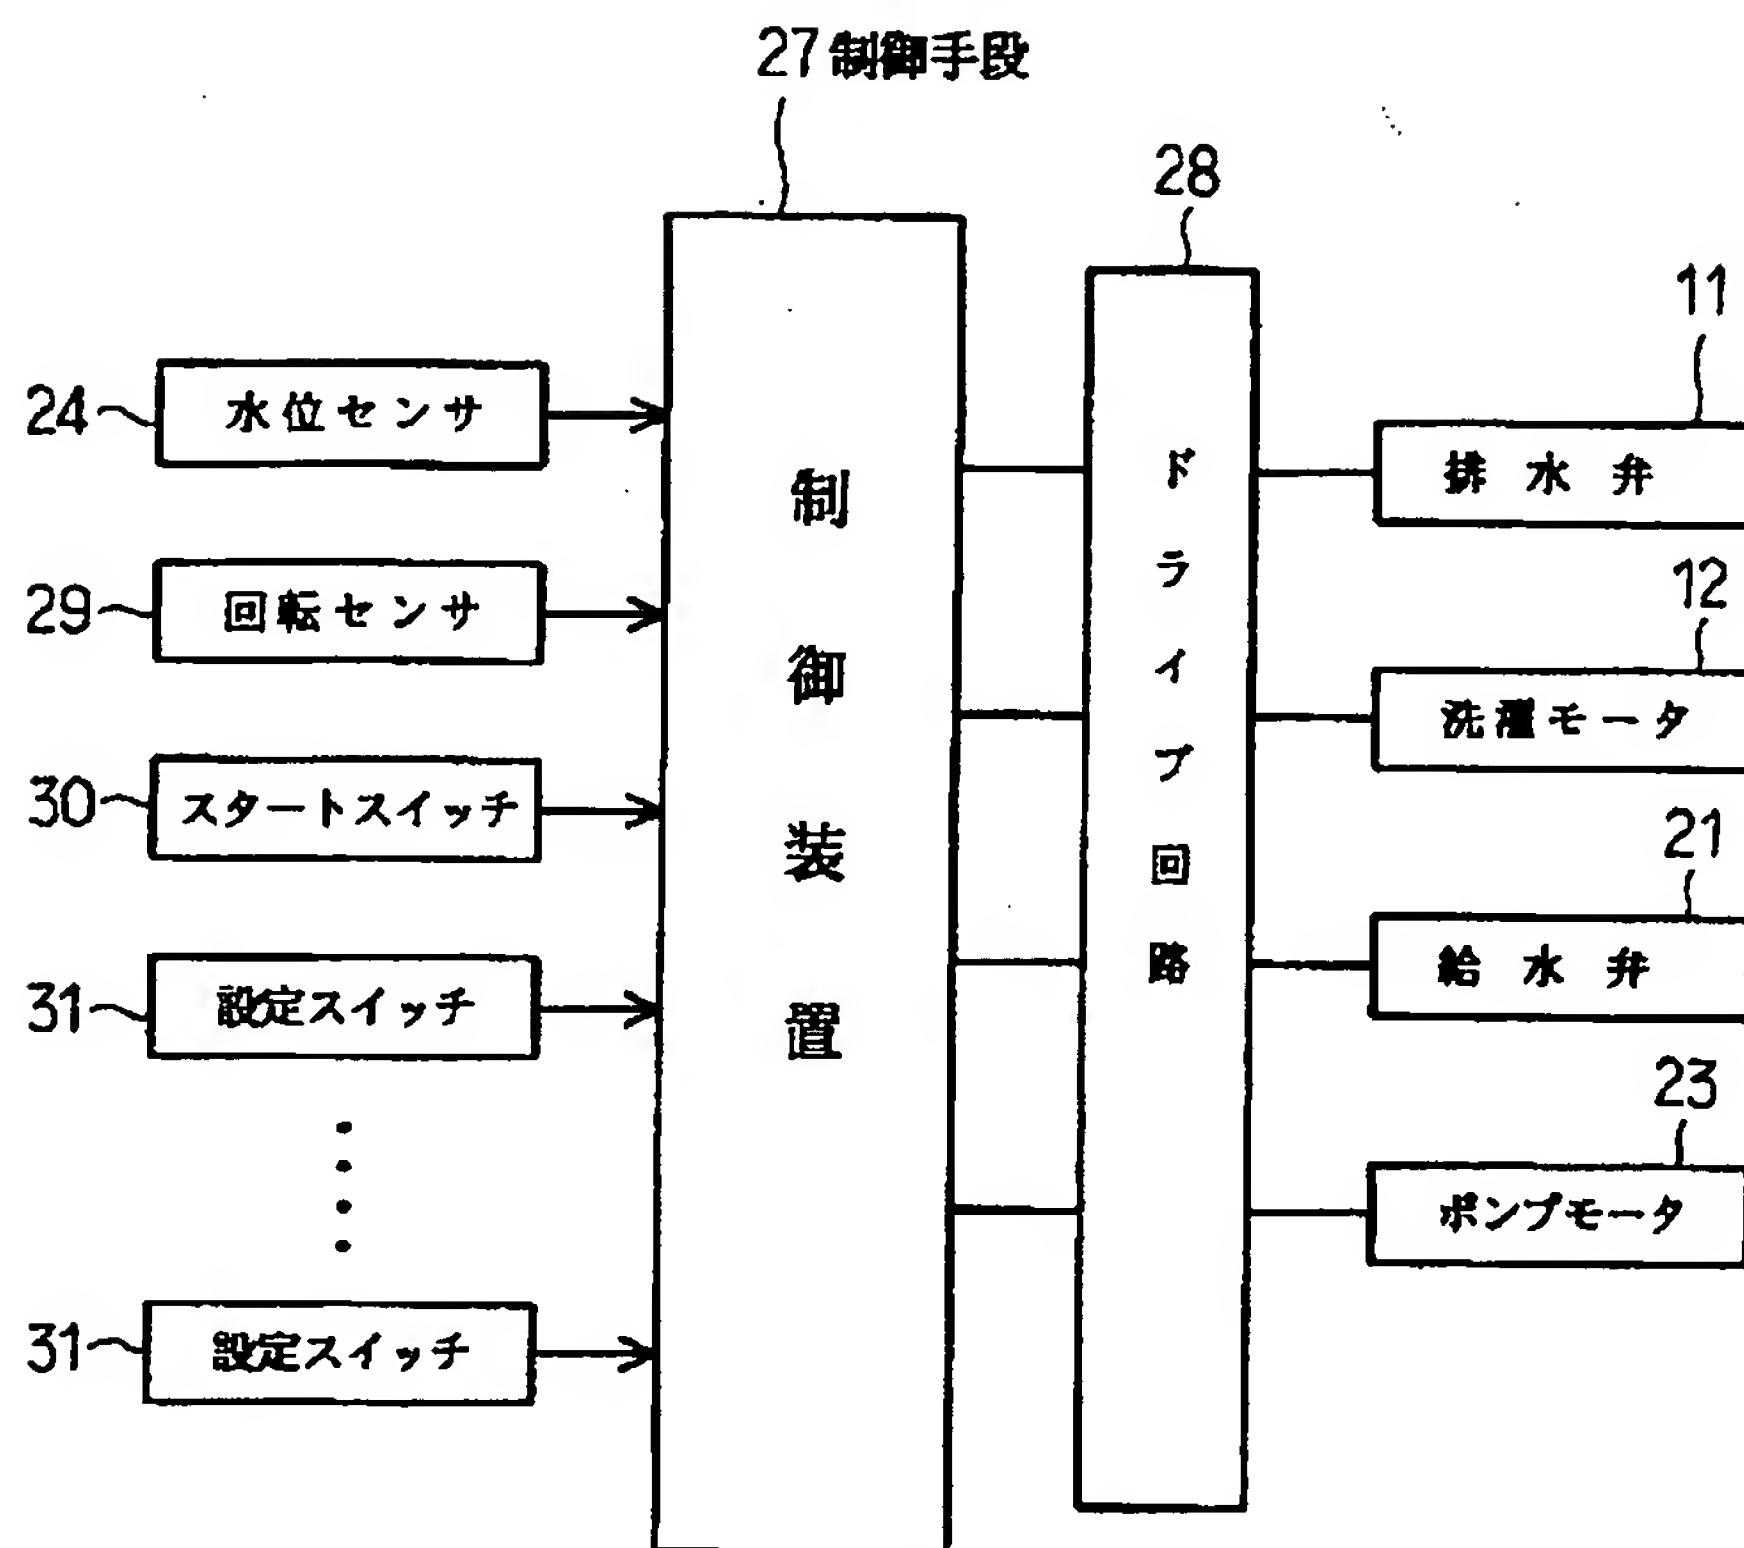 27 制御手段
28
11
24 水位センサ
排水弁
29 回転センサ
12
洗濯モータ
30 スタートスイッチ
21
31 設定スイッチ
給水弁
23
ポンプモータ
31 設定スイッチ
制御装置
ドライブ回路